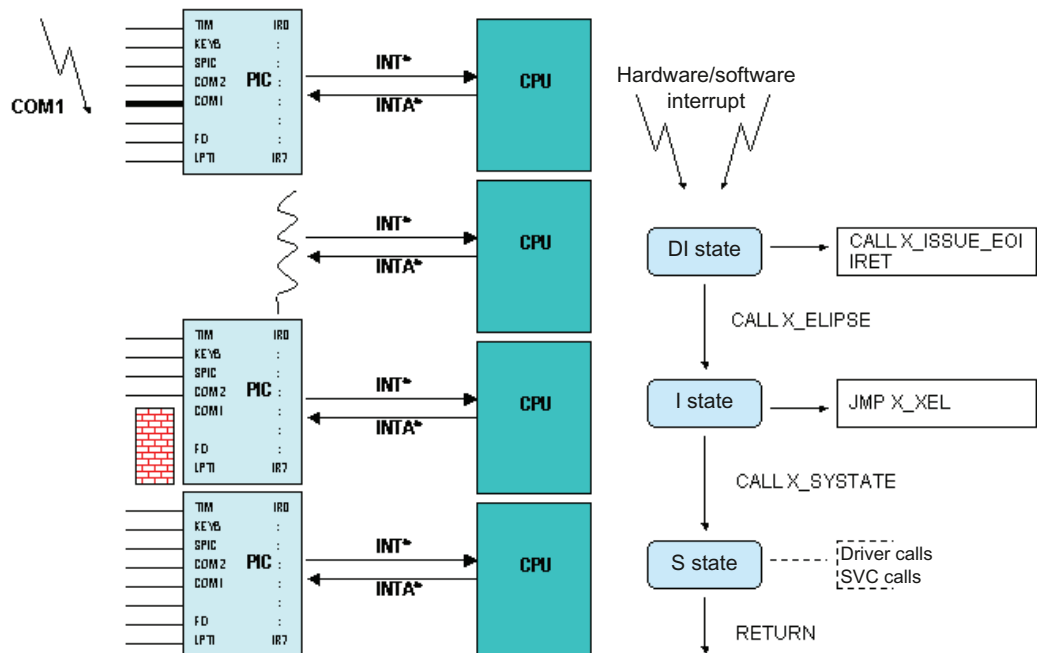 COM1
TIM IR0
KEYB :
SPIC :
COM2 PIC :
COM1 :
:
FD :
LPT1 IR7
INT*
INTA*
CPU
Hardware/software
interrupt
INT*
INTA*
CPU
DI state
CALL X_ISSUE_EOI
IRET
CALL X_ELIPSE
TIM IR0
KEYB :
SPIC :
COM2 PIC :
COM1 :
:
FD :
LPT1 IR7
INT*
INTA*
CPU
I state
JMP X_XEL
CALL X_SYSTATE
TIM IR0
KEYB :
SPIC :
COM2 PIC :
COM1 :
:
FD :
LPT1 IR7
INT*
INTA*
CPU
S state
Driver calls
SVC calls
RETURN